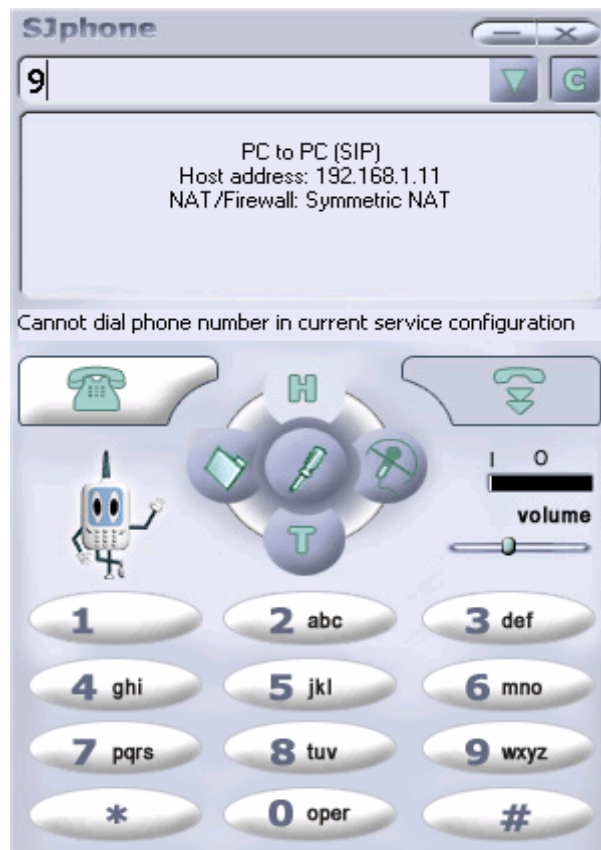 SJphone
9
C
PC to PC (SIP)
Host address: 192.168.1.11
NAT/Firewall: Symmetric NAT
Cannot dial phone number in current service configuration
H
I O
T
volume
1
2 abc
3 def
4 ghi
5 jkl
6 mno
7 pqrs
8 tuv
9 wxyz
*
0 oper
#